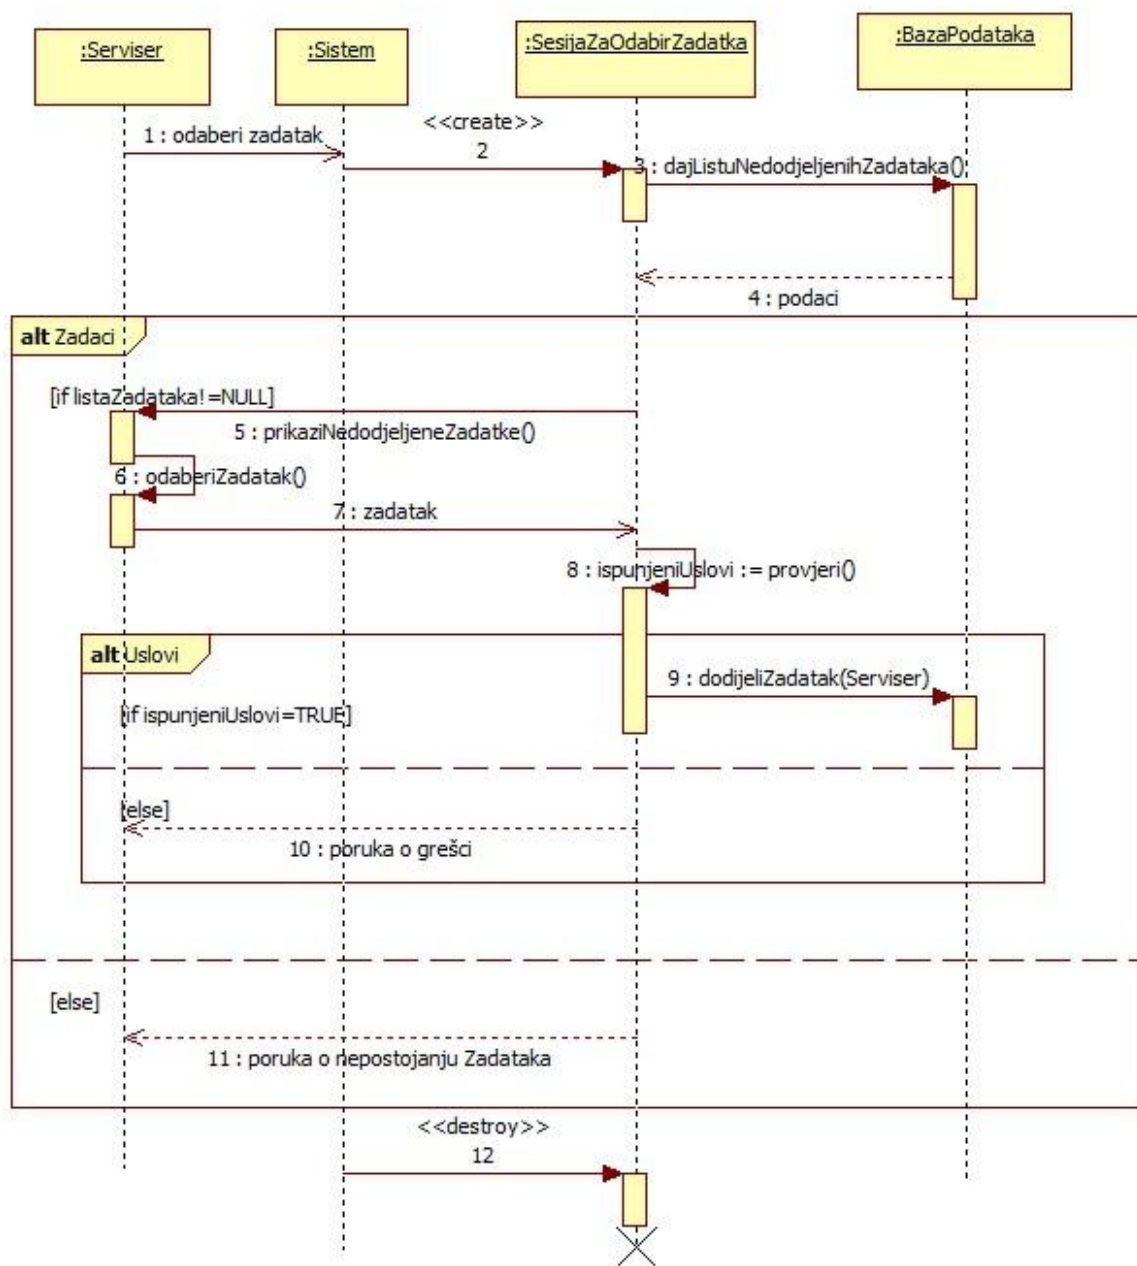 :Serviser
:Sistem
:SesijaZaOdabirZadatka
:BazaPodataka
1 : odaberi zadatak
<<create>>
2
3 : dajListuNedodjeljenihZadataka()
4 : podaci
alt Zadaci
[if listaZadataka!=NULL]
5 : prikaziNedodjeljeneZadatke()
6 : odaberiZadatak()
7 : zadatak
8 : ispunjeniUslovi := provjeri()
alt Uslovi
9 : dodijeliZadatak(Serviser)
[if ispunjeniUslovi=TRUE]
[else]
10 : poruka o grešci
[else]
11 : poruka o nepostojanju Zadataka
<<destroy>>
12